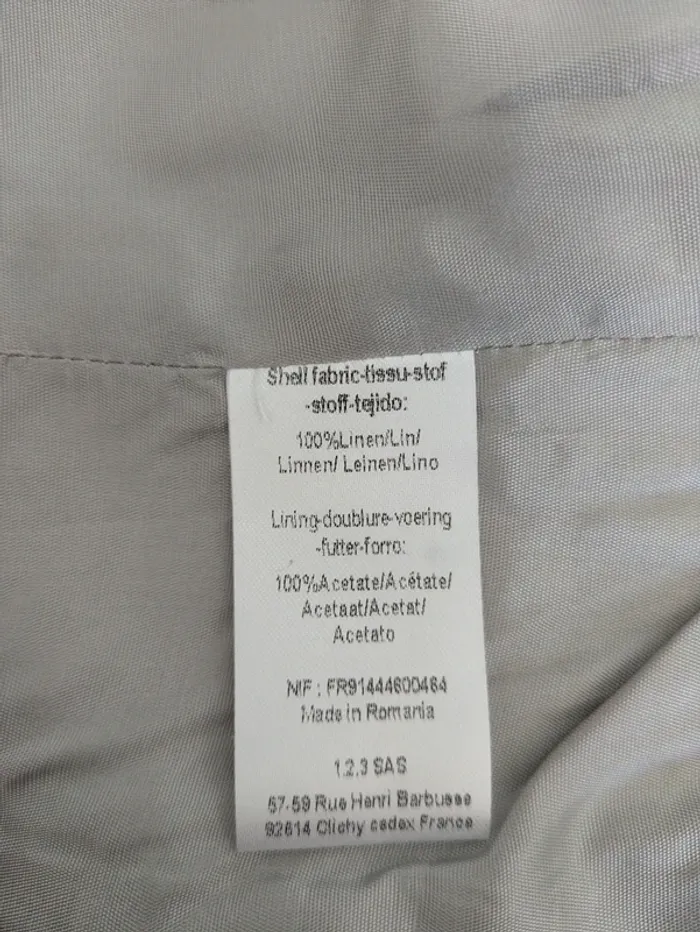 Shell fabric-tissu-stof
-stoff-tejido:
100%Linen/Lin/
Linnen/ Leinen/Lino
Lining-doublure-voering
-futter-forro:
100%Acetate/Acétate/
Acetaat/Acetat/
Acetato
NIF : FR91444600464
Made in Romania
1.2.3 SAS
57-59 Rue Henri Barbusse
92614 Clichy cedex France